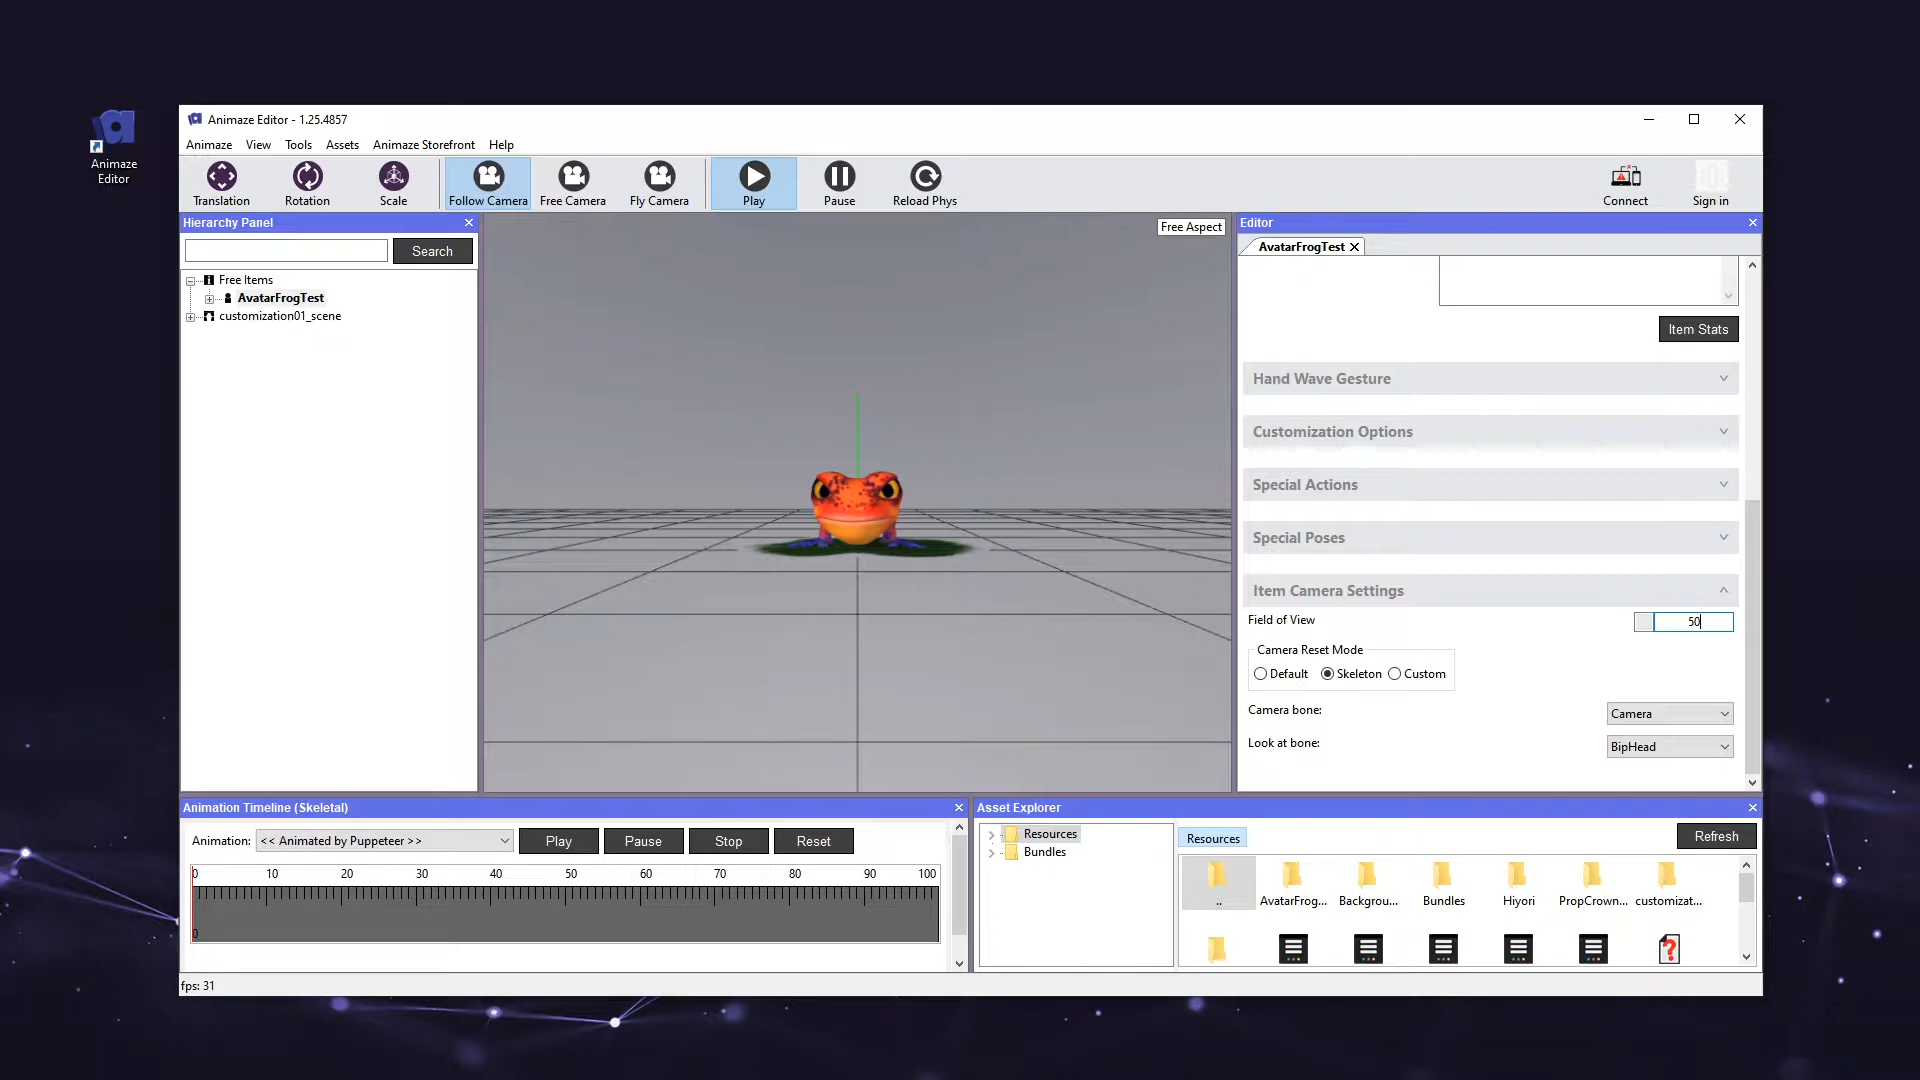 Animaze
Editor
Animaze Editor - 1.25.4857
Animaze View Tools Assets Animaze Storefront Help
Translation Rotation Scale Follow Camera Free Camera Fly Camera Play Pause Reload Phys Connect Sign in
Hierarchy Panel
Search
Free Items
AvatarFrogTest
customization01_scene
Free Aspect
Editor
AvatarFrogTest
Item Stats
Hand Wave Gesture
Customization Options
Special Actions
Special Poses
Item Camera Settings
Field of View 50
Camera Reset Mode
Default Skeleton Custom
Camera bone: Camera
Look at bone: BipHead
Animation Timeline (Skeletal)
Animation: << Animated by Puppeteer >> Play Pause Stop Reset
0 10 20 30 40 50 60 70 80 90 100
0
Asset Explorer
Resources
Bundles
Resources Refresh
.. AvatarFrog... Backgrou... Bundles Hiyori PropCrown... customizat...
fps: 31